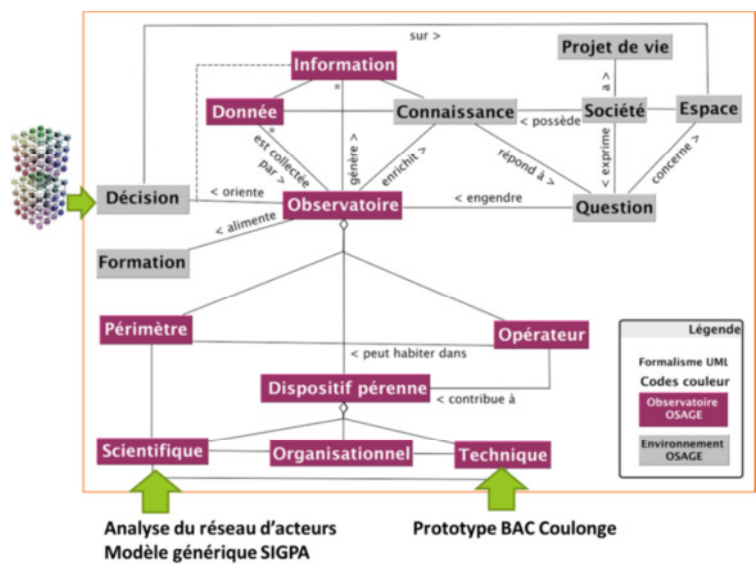 sur >
Projet de vie
Information
a >
Donnée
Connaissance
Société
Espace
*
*
< possède
est collectée
par >
génère >
enrichit >
répond à >
< exprime
concerne >
Décision
< oriente
Observatoire
< engendre
Question
< alimente
Formation
Périmètre
Opérateur
Légende
< peut habiter dans
Formalisme UML
Codes couleur
Dispositif pérenne
< contribue à
Observatoire
OSAGE
Environnement
OSAGE
Scientifique
Organisationnel
Technique
Analyse du réseau d'acteurs
Modèle générique SIGPA
Prototype BAC Coulonge